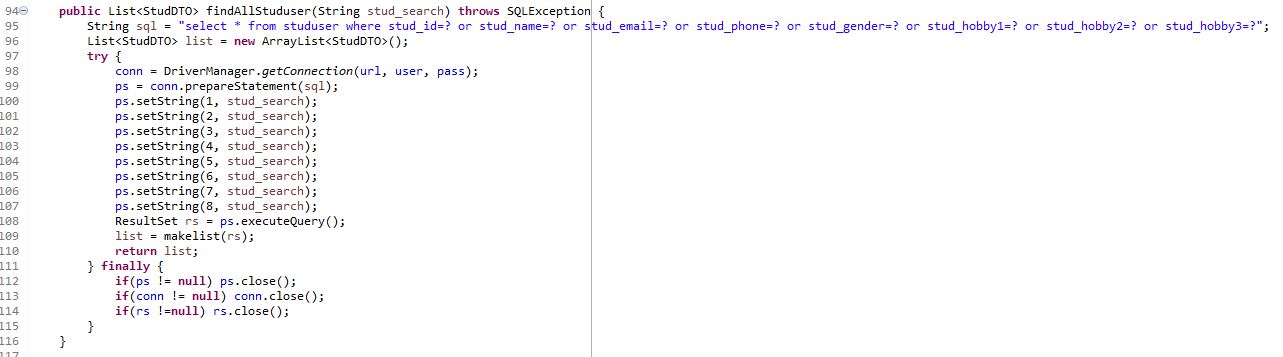 94 public List<StudDTO> findAllStuduser(String stud_search) throws SQLException {
95 String sql = "select * from studuser where stud_id=? or stud_name=? or stud_email=? or stud_phone=? or stud_gender=? or stud_hobby1=? or stud_hobby2=? or stud_hobby3=?";
96 List<StudDTO> list = new ArrayList<StudDTO>();
97 try {
98 conn = DriverManager.getConnection(url, user, pass);
99 ps = conn.prepareStatement(sql);
100 ps.setString(1, stud_search);
101 ps.setString(2, stud_search);
102 ps.setString(3, stud_search);
103 ps.setString(4, stud_search);
104 ps.setString(5, stud_search);
105 ps.setString(6, stud_search);
106 ps.setString(7, stud_search);
107 ps.setString(8, stud_search);
108 ResultSet rs = ps.executeQuery();
109 list = makelist(rs);
110 return list;
111 } finally {
112 if(ps != null) ps.close();
113 if(conn != null) conn.close();
114 if(rs !=null) rs.close();
115 }
116 }
117